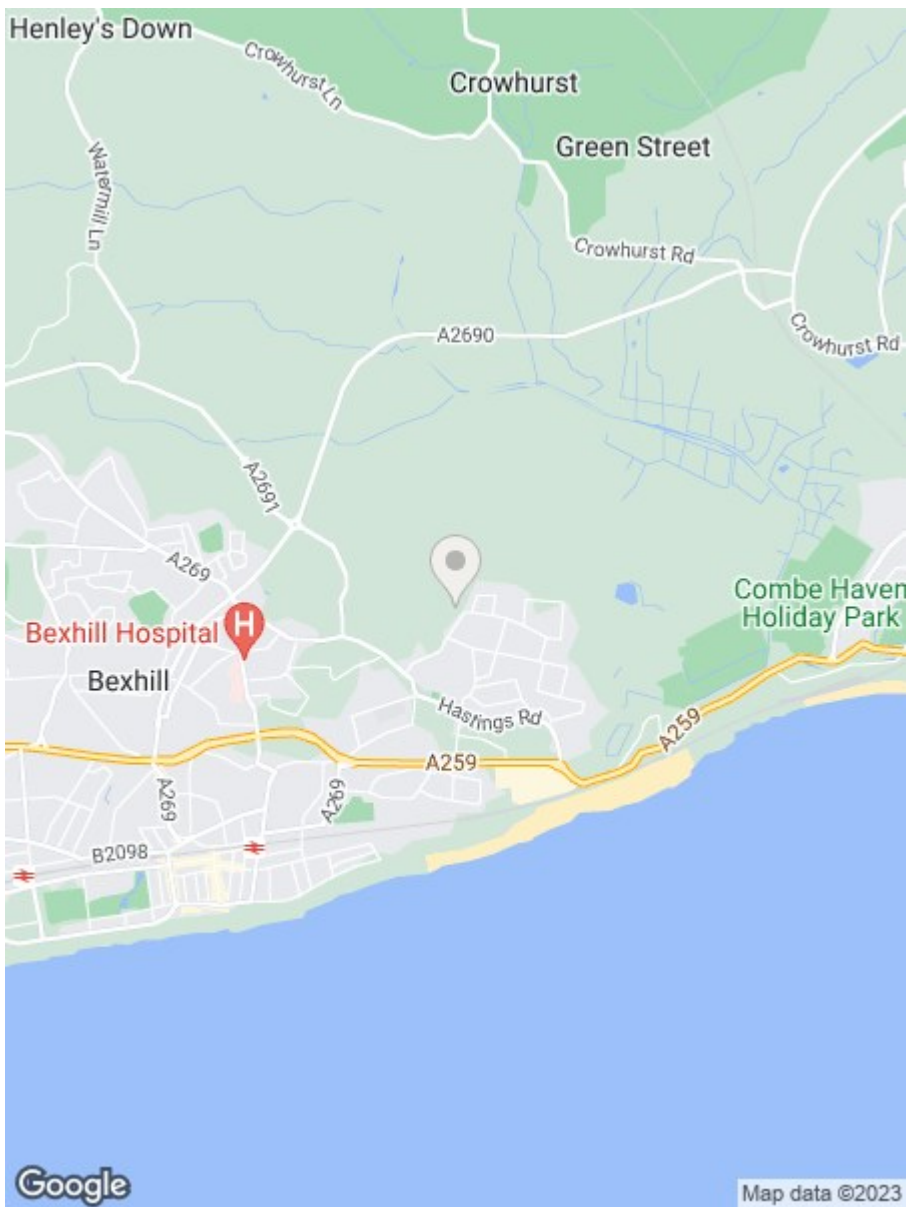 Henley's Down
Crowhurst Ln
Crowhurst
Green Street
Watermill Ln
Crowhurst Rd
A2690
Crowhurst Rd
A2691
A269
Combe Haven
Holiday Park
Bexhill Hospital
H
Bexhill
Hastings Rd
A259
A259
A269
A269
B2098
Google
Map data ©2023